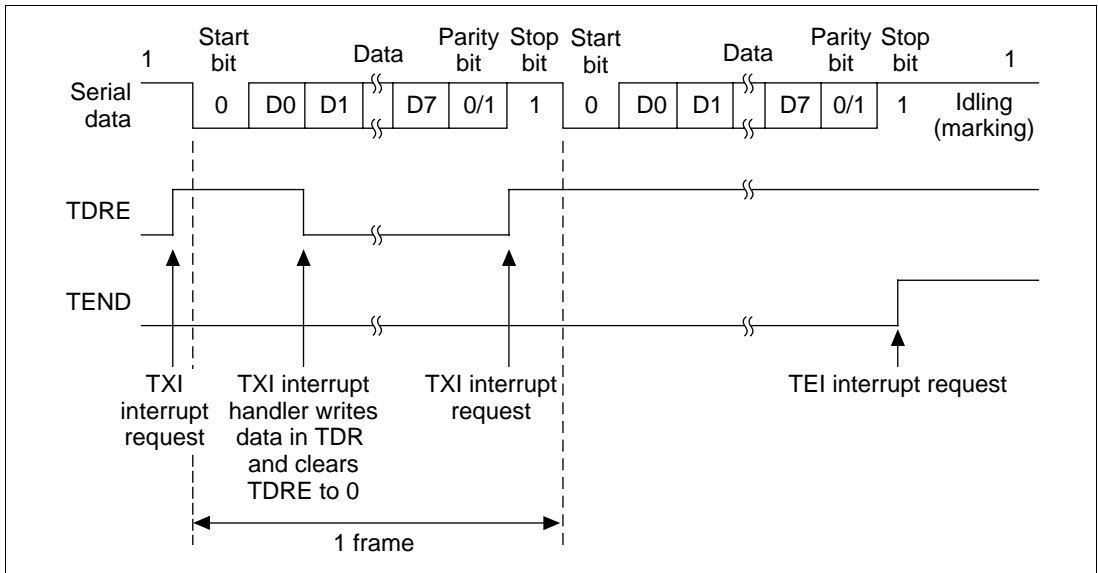 1
Start
bit
Data
Parity
bit
Stop
bit
Start
bit
Data
Parity
bit
Stop
bit
1
Serial
data
0
D0
D1
D7
0/1
1
0
D0
D1
D7
0/1
1
Idling
(marking)
TDRE
TEND
TXI
interrupt
request
TXI interrupt
handler writes
data in TDR
and clears
TDRE to 0
TXI interrupt
request
TEI interrupt request
1 frame